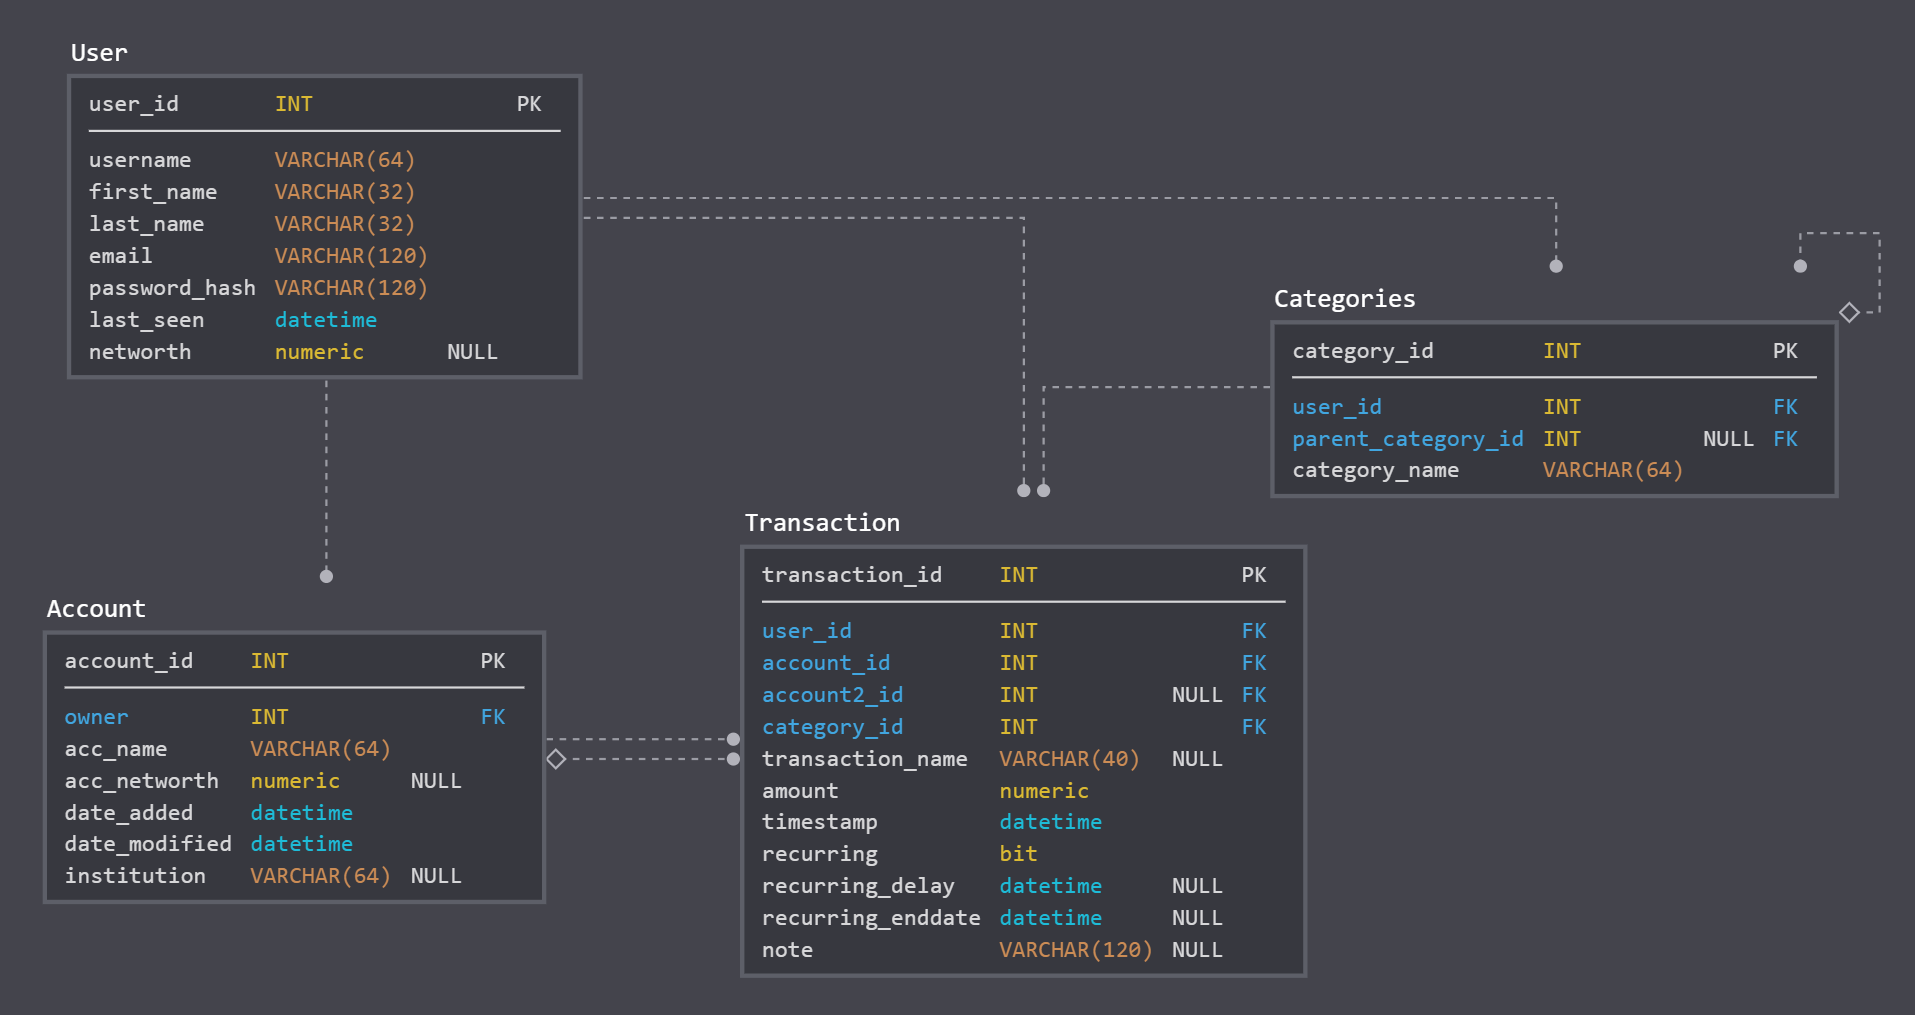 User
user_id INT PK
username VARCHAR(64)
first_name VARCHAR(32)
last_name VARCHAR(32)
email VARCHAR(120)
password_hash VARCHAR(120)
last_seen datetime
networth numeric NULL
Categories
category_id INT PK
user_id INT FK
parent_category_id INT NULL FK
category_name VARCHAR(64)
Transaction
transaction_id INT PK
user_id INT FK
account_id INT FK
account2_id INT NULL FK
category_id INT FK
transaction_name VARCHAR(40) NULL
amount numeric
timestamp datetime
recurring bit
recurring_delay datetime NULL
recurring_enddate datetime NULL
note VARCHAR(120) NULL
Account
account_id INT PK
owner INT FK
acc_name VARCHAR(64)
acc_networth numeric NULL
date_added datetime
date_modified datetime
institution VARCHAR(64) NULL